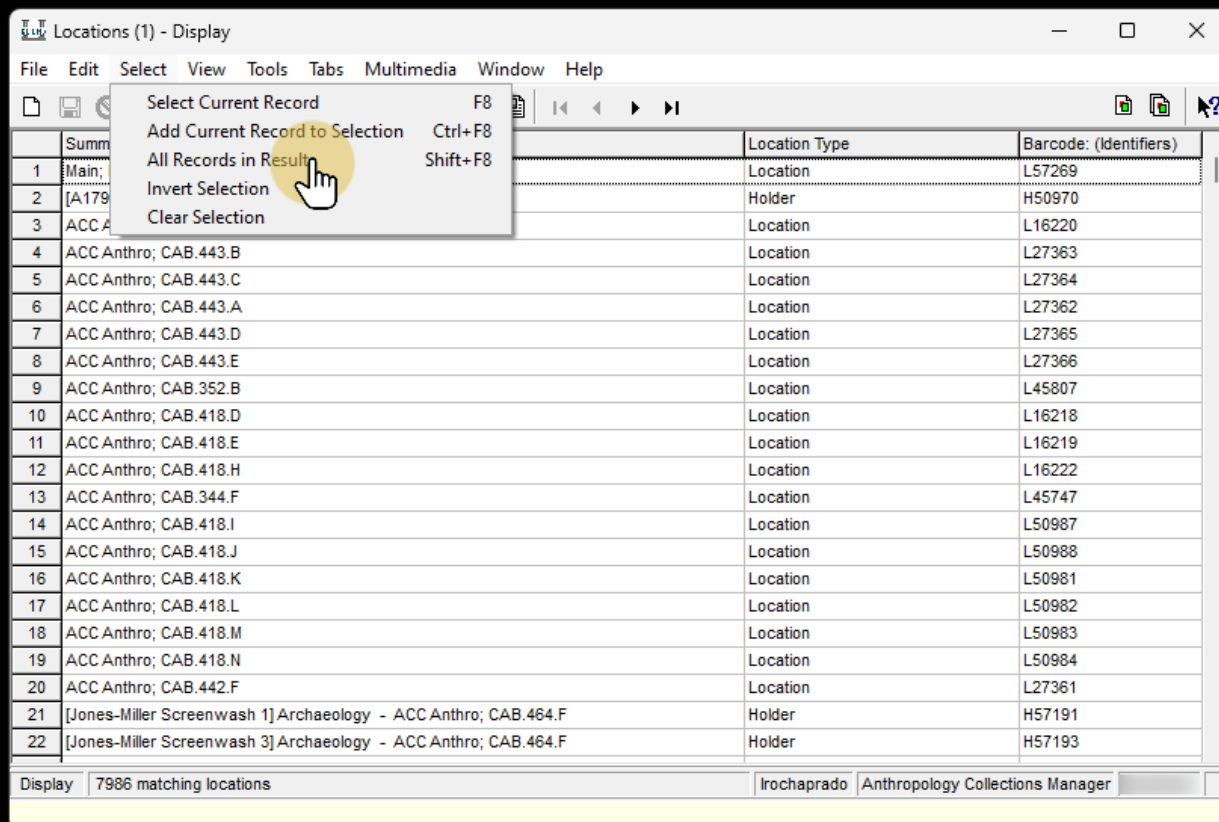 Locations (1) - Display
File Edit Select View Tools Tabs Multimedia Window Help
Select Current Record F8
Add Current Record to Selection Ctrl+F8
All Records in Result Shift+F8
Invert Selection
Clear Selection
Summ Location Type Barcode: (Identifiers)
1 Main; Location L57269
2 [A179 Holder H50970
3 ACC A Location L16220
4 ACC Anthro; CAB.443.B Location L27363
5 ACC Anthro; CAB.443.C Location L27364
6 ACC Anthro; CAB.443.A Location L27362
7 ACC Anthro; CAB.443.D Location L27365
8 ACC Anthro; CAB.443.E Location L27366
9 ACC Anthro; CAB.352.B Location L45807
10 ACC Anthro; CAB.418.D Location L16218
11 ACC Anthro; CAB.418.E Location L16219
12 ACC Anthro; CAB.418.H Location L16222
13 ACC Anthro; CAB.344.F Location L45747
14 ACC Anthro; CAB.418.I Location L50987
15 ACC Anthro; CAB.418.J Location L50988
16 ACC Anthro; CAB.418.K Location L50981
17 ACC Anthro; CAB.418.L Location L50982
18 ACC Anthro; CAB.418.M Location L50983
19 ACC Anthro; CAB.418.N Location L50984
20 ACC Anthro; CAB.442.F Location L27361
21 [Jones-Miller Screenwash 1] Archaeology - ACC Anthro; CAB.464.F Holder H57191
22 [Jones-Miller Screenwash 3] Archaeology - ACC Anthro; CAB.464.F Holder H57193
Display 7986 matching locations lrochaprado Anthropology Collections Manager